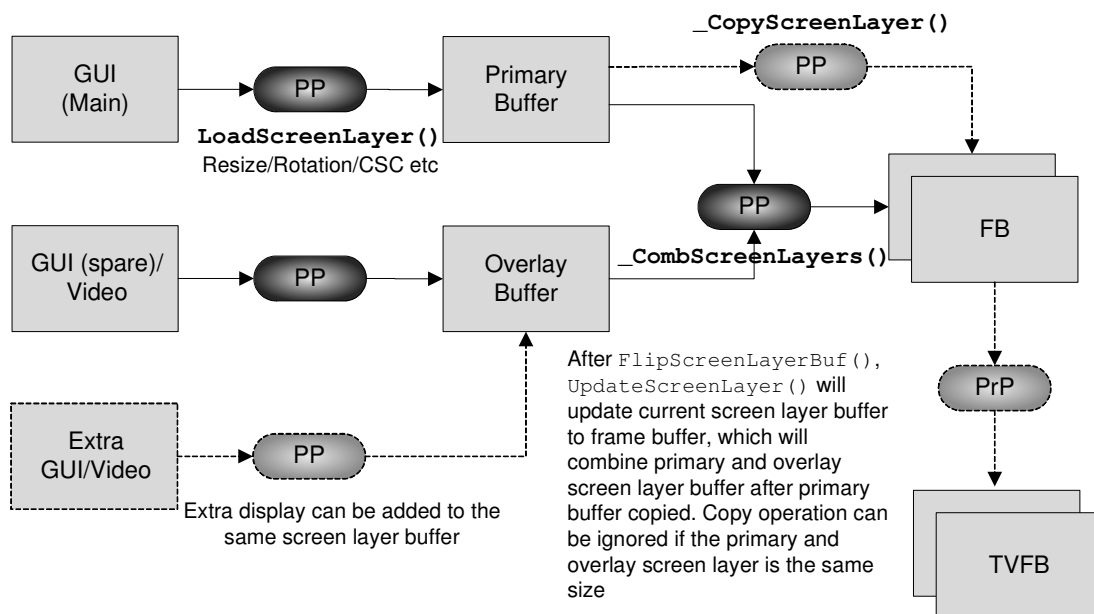 _CopyScreenLayer()
GUI
(Main)
PP
Primary
Buffer
PP
LoadScreenLayer()
Resize/Rotation/CSC etc
PP
FB
GUI (spare)/
Video
PP
Overlay
Buffer
_CombScreenLayers()
After FlipScreenLayerBuf(),
UpdateScreenLayer() will
update current screen layer buffer
to frame buffer, which will
combine primary and overlay
screen layer buffer after primary
buffer copied. Copy operation can
be ignored if the primary and
overlay screen layer is the same
size
PrP
Extra
GUI/Video
PP
Extra display can be added to the
same screen layer buffer
TVFB